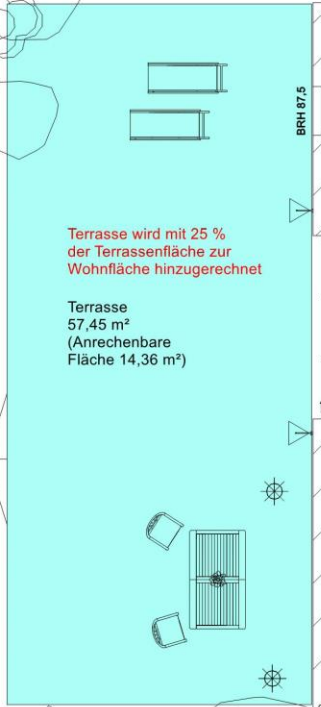 BRH 87,5
Terrasse wird mit 25 %
der Terrassenfläche zur
Wohnfläche hinzugerechnet
Terrasse
57,45 m²
(Anrechenbare
Fläche 14,36 m²)